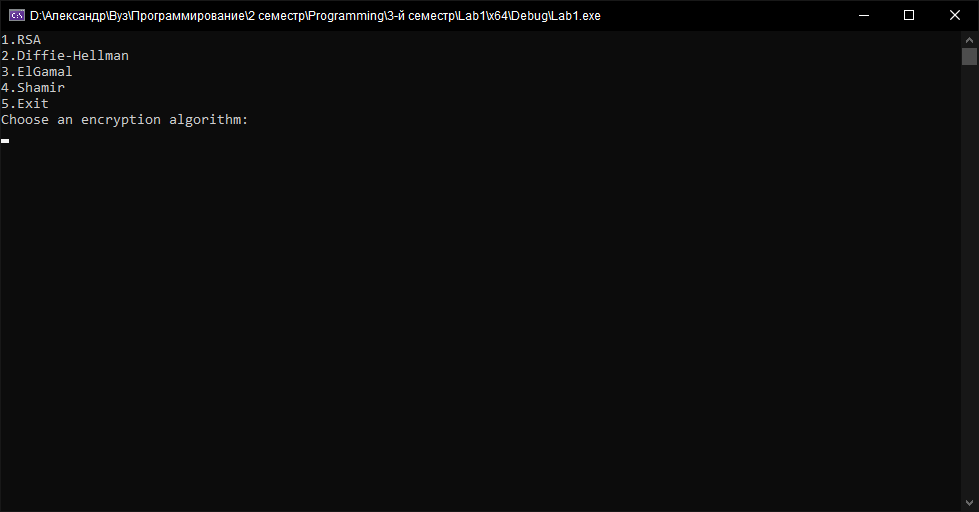 D:\Александр\Вуз\Программирование\2 семестр\Programming\3-й семестр\Lab1\x64\Debug\Lab1.exe
1.RSA
2.Diffie-Hellman
3.ElGamal
4.Shamir
5.Exit
Choose an encryption algorithm: